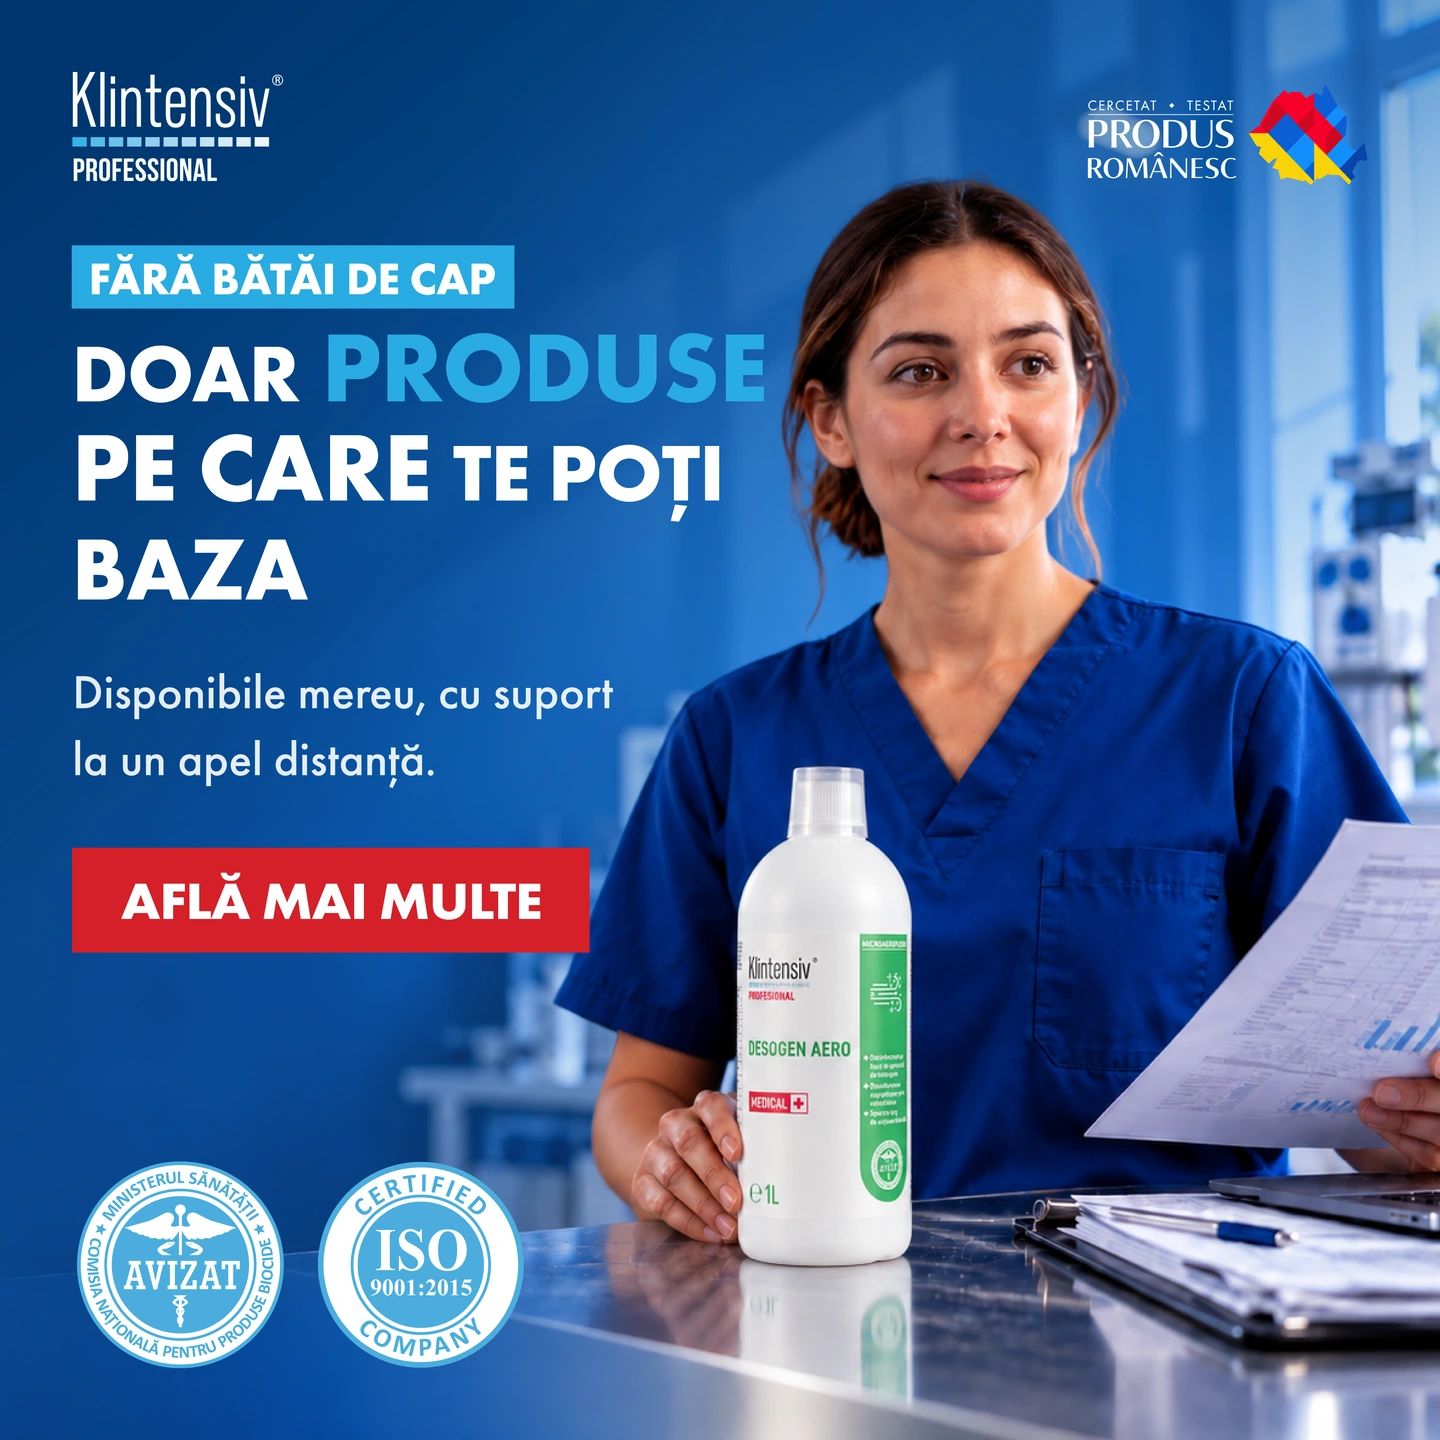 Klintensiv®
PROFESSIONAL
CERCETAT • TESTAT
PRODUS
ROMÂNESC
FĂRĂ BĂTĂI DE CAP
DOAR PRODUSE
PE CARE TE POȚI
BAZA
Disponibile mereu, cu suport
la un apel distanță.
AFLĂ MAI MULTE
Klintensiv®
PROFESIONAL
DESOGEN AERO
MEDICAL
℮ 1L
MINISTERUL SĂNĂTĂȚII
AVIZAT
COMISIA NAȚIONALĂ PENTRU PRODUSE BIOCIDE
CERTIFIED
ISO
9001:2015
COMPANY